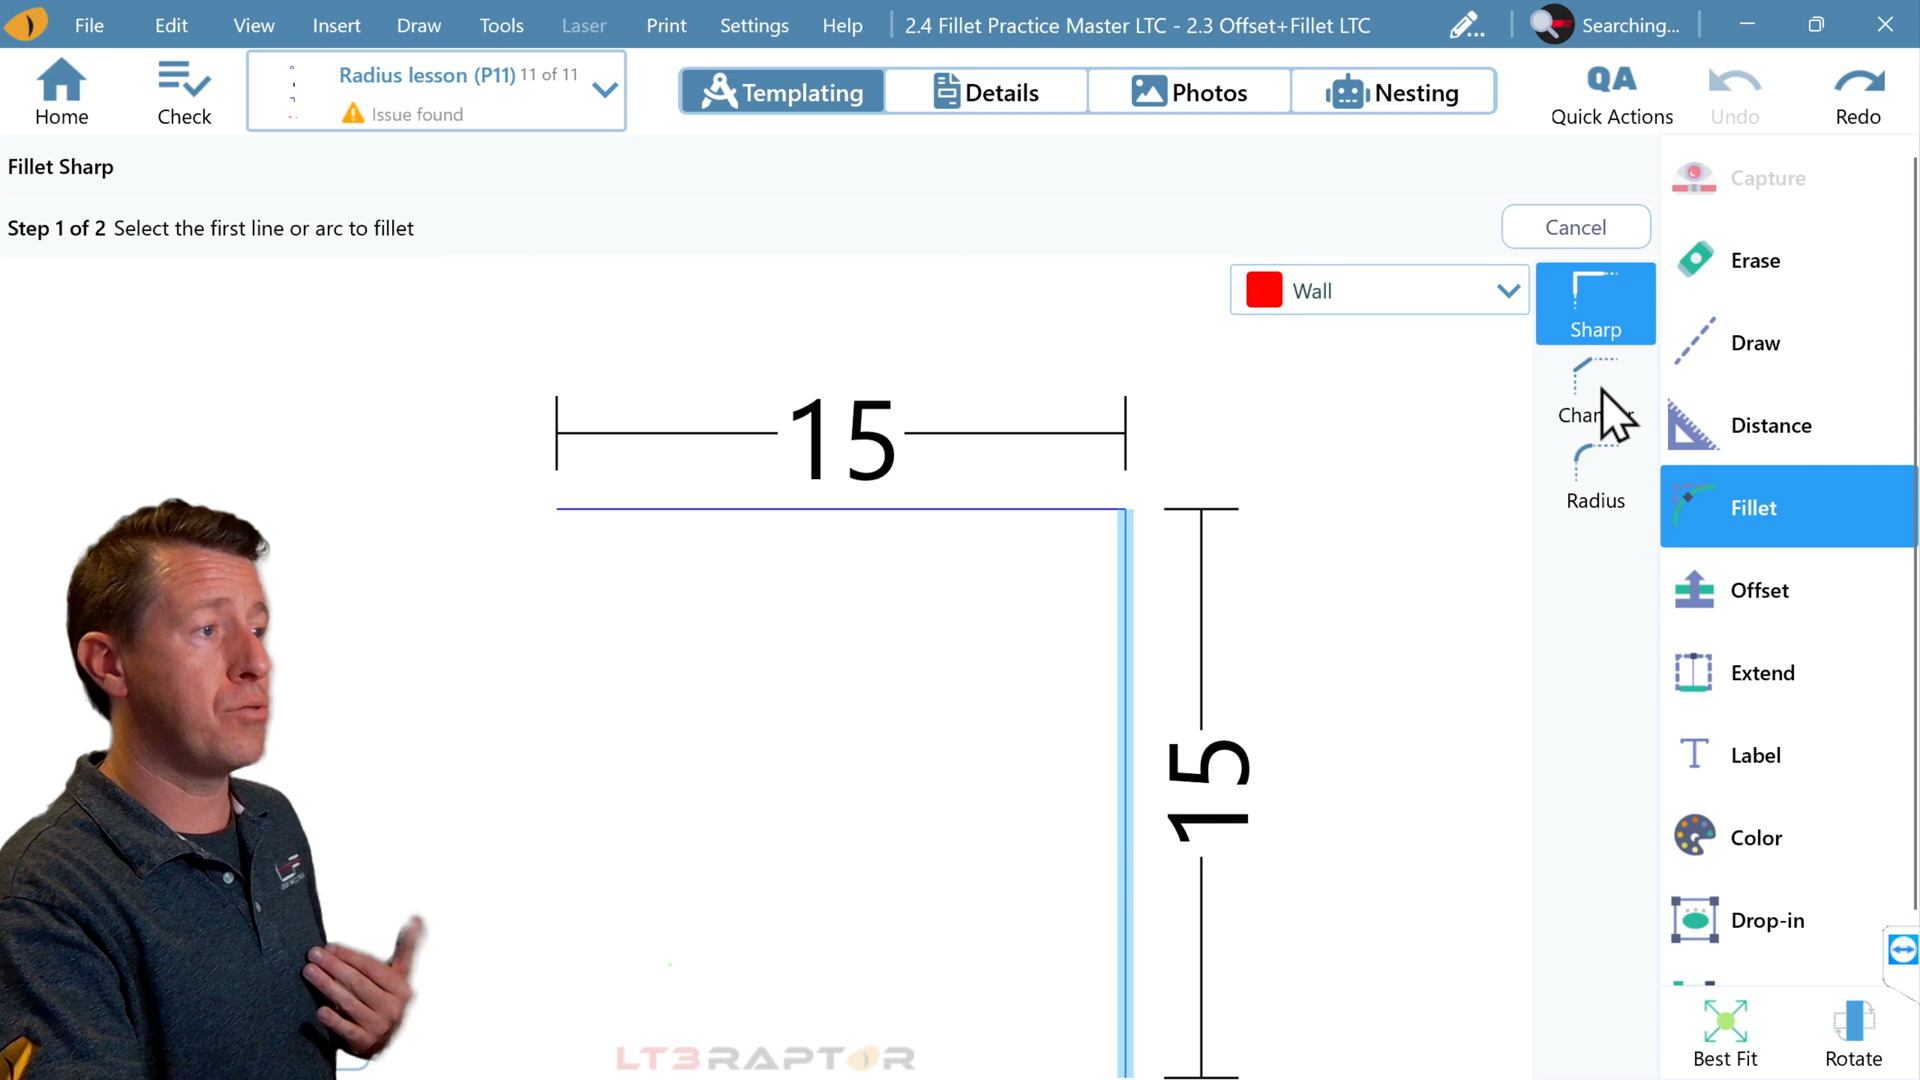 File Edit View Insert Draw Tools Laser Print Settings Help 2.4 Fillet Practice Master LTC - 2.3 Offset+Fillet LTC Searching...
Home
Check
Radius lesson (P11) 11 of 11
Issue found
Templating Details Photos Nesting
Quick Actions
QA
Undo
Redo
Fillet Sharp
Step 1 of 2 Select the first line or arc to fillet
Cancel
Wall
Sharp
Radius
Capture
Erase
Draw
Distance
Fillet
Offset
Extend
Label
Color
Drop-in
Best Fit
Rotate
15
15
LT3RAPTOR